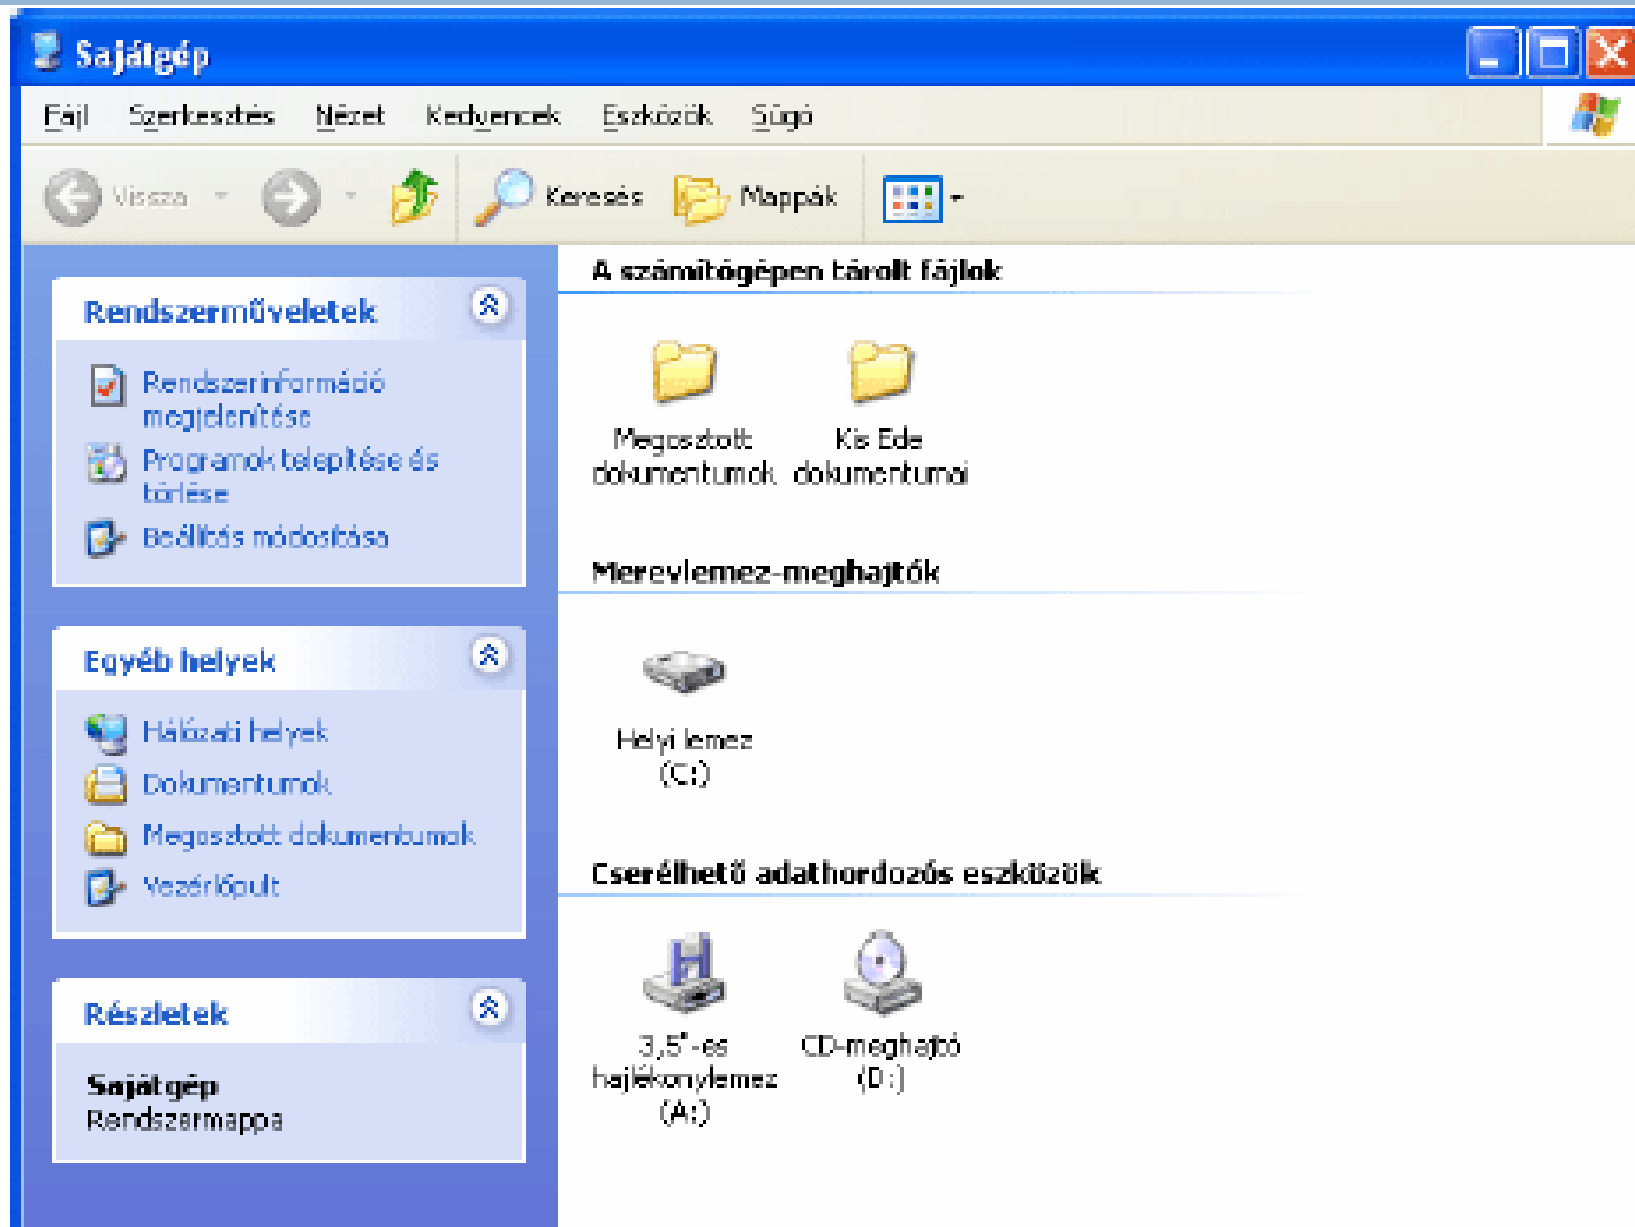 Sajátgép
Fájl Szerkesztés Nézet Kedvencek Eszközök Súgó
Vissza Keresés Mappák
Rendszerműveletek
Rendszerinformáció
megjelenítése
Programok telepítése és
törlése
Beállítás módosítása
Egyéb helyek
Hálózati helyek
Dokumentumok
Megosztott dokumentumok
Vezérlőpult
Részletek
Sajátgép
Rendszermappa
A számítógépen tárolt fájlok
Megosztott
dokumentumok
Kis Ede
dokumentumai
Merevlemez-meghajtók
Helyi lemez
(C:)
Cserélhető adathordozós eszközök
3,5"-es
hajlékonylemez
(A:)
CD-meghajtó
(D:)